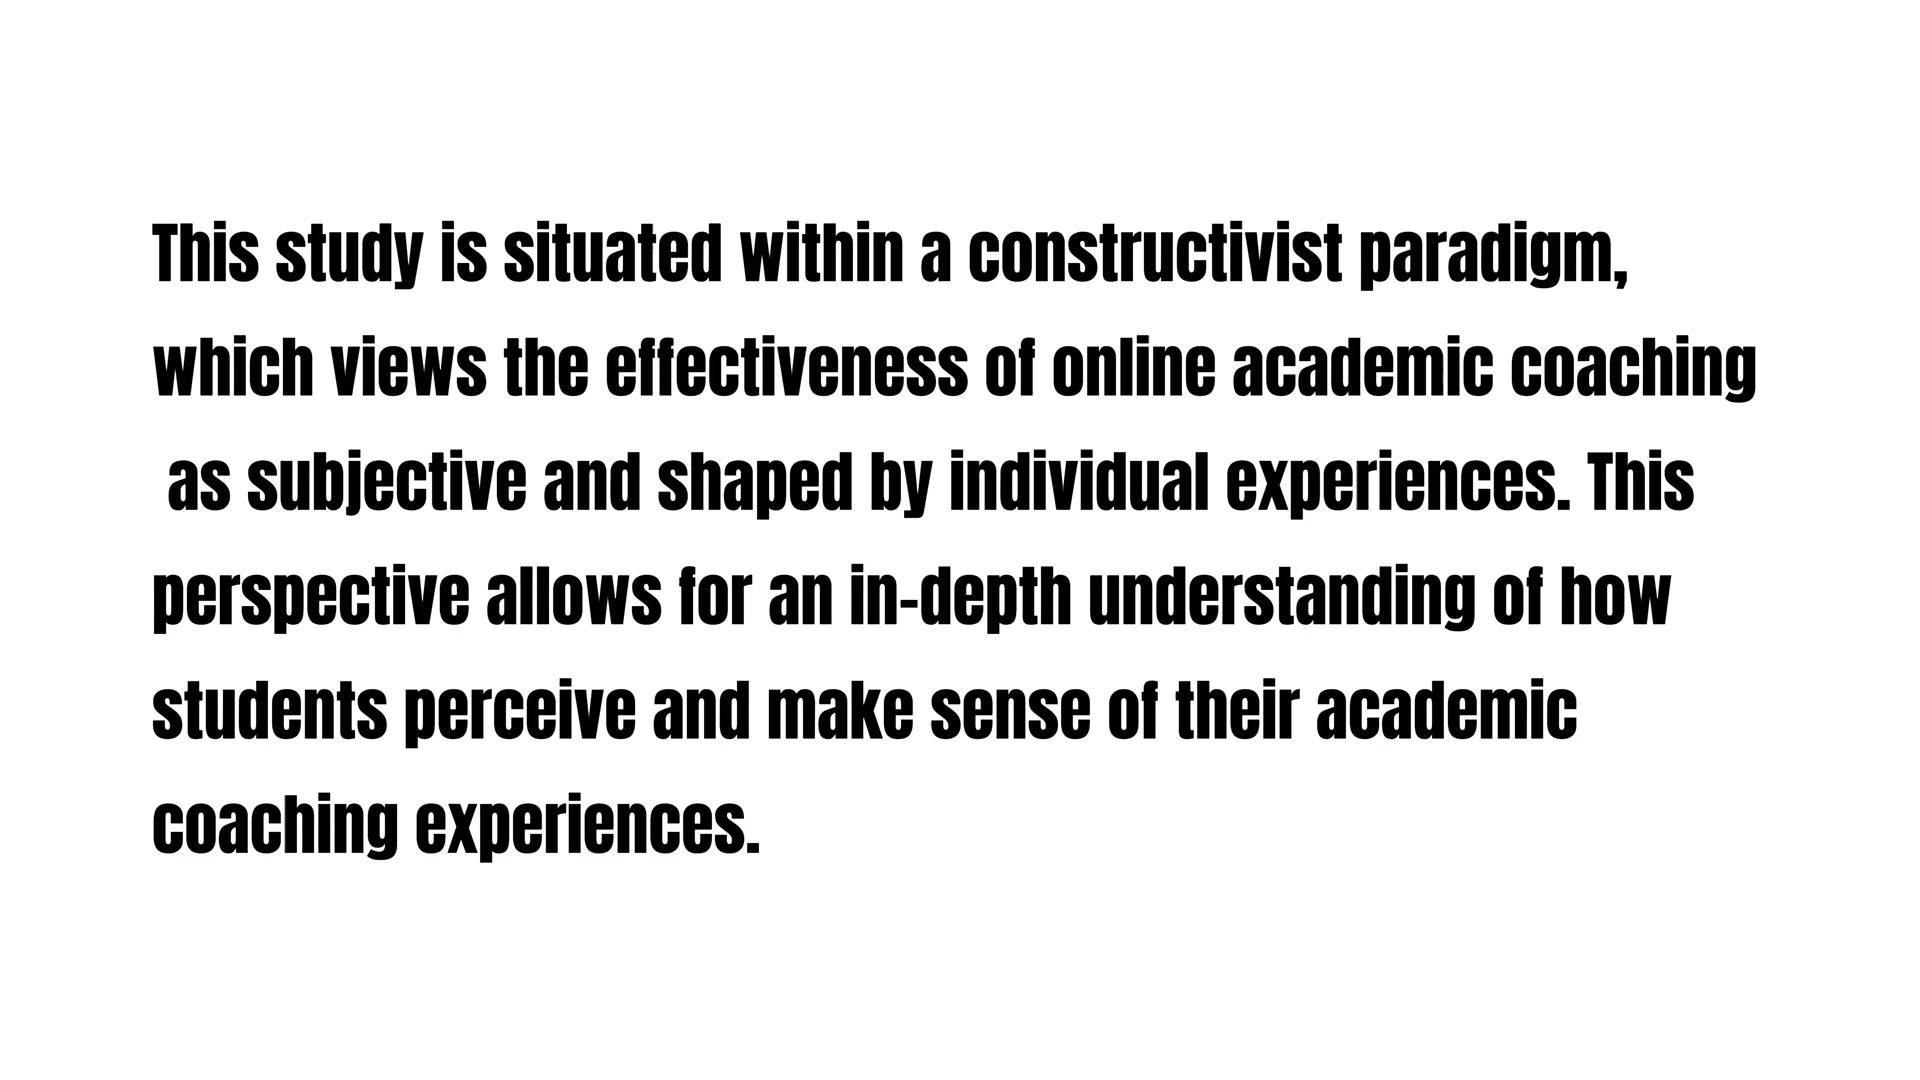 This study is situated within a constructivist paradigm,
which views the effectiveness of online academic coaching
as subjective and shaped by individual experiences. This
perspective allows for an in-depth understanding of how
students perceive and make sense of their academic
coaching experiences.